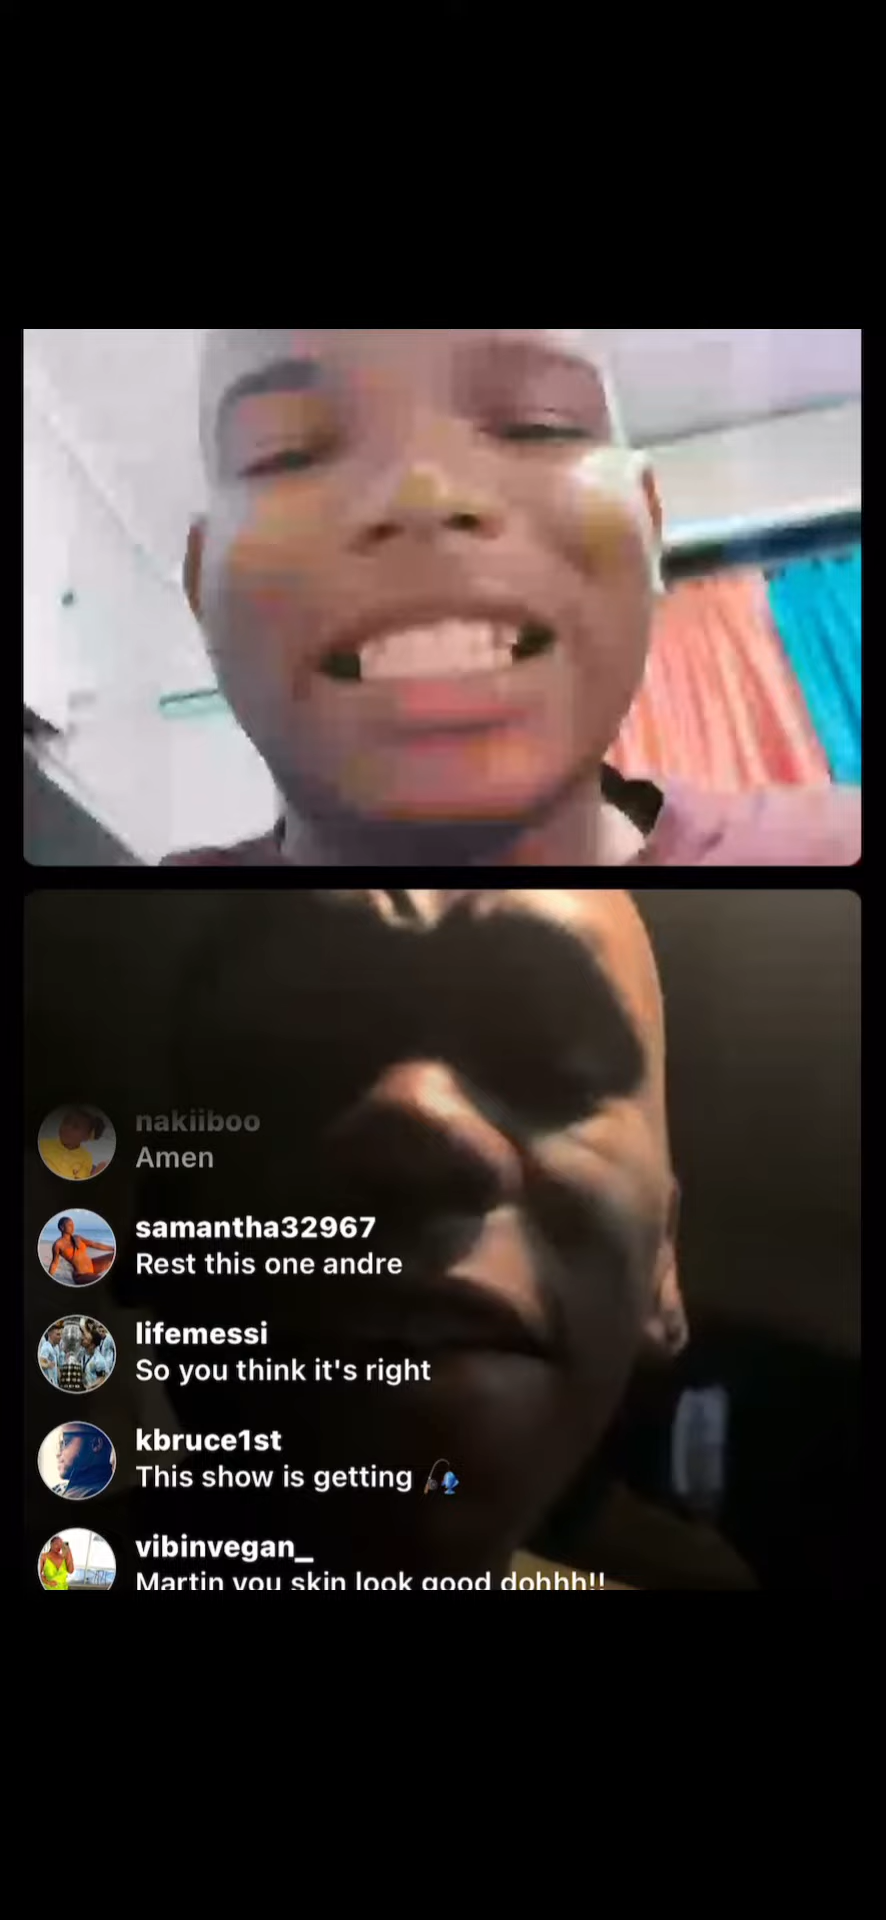 nakiiboo
Amen
samantha32967
Rest this one andre
lifemessi
So you think it's right
kbruce1st
This show is getting 🎣
vibinvegan_
Martin you skin look good dohhh!!